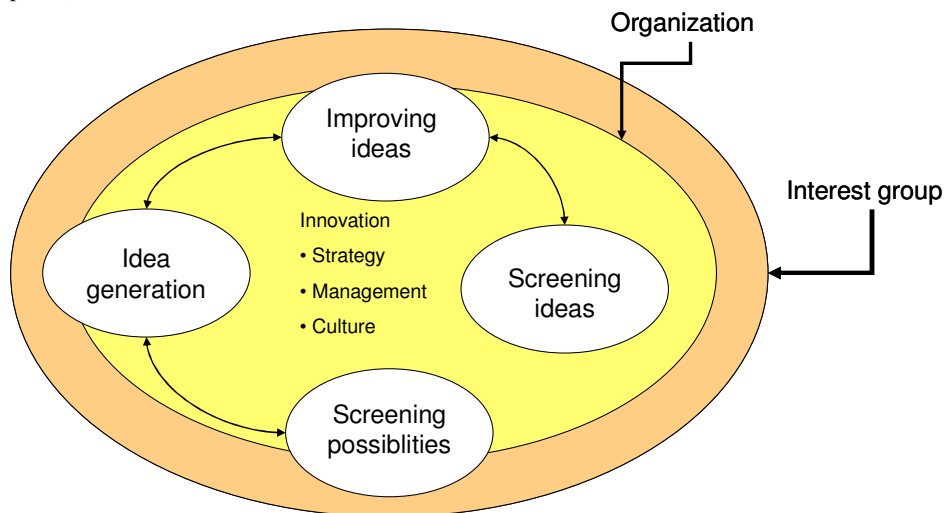 Organization
Improving
ideas
Interest group
Innovation
• Strategy
• Management
• Culture
Idea
generation
Screening
ideas
Screening
possiblities